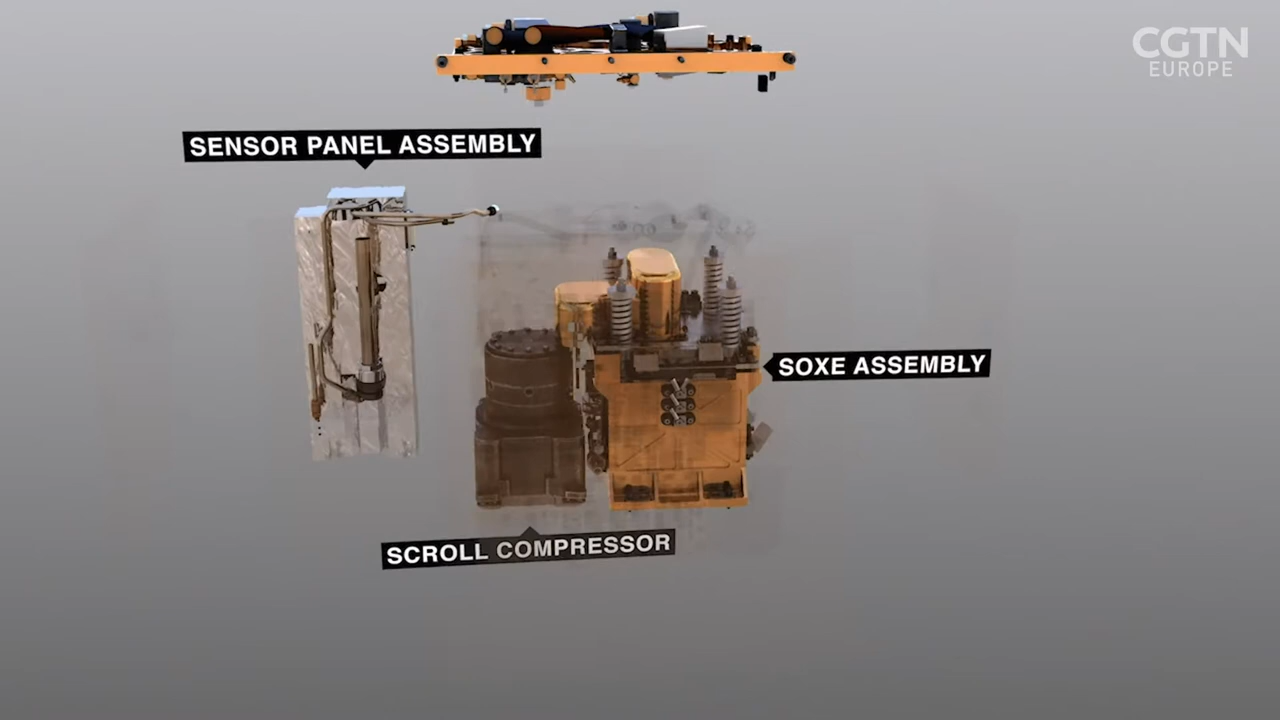 CGTN
EUROPE
SENSOR PANEL ASSEMBLY
SOXE ASSEMBLY
SCROLL COMPRESSOR